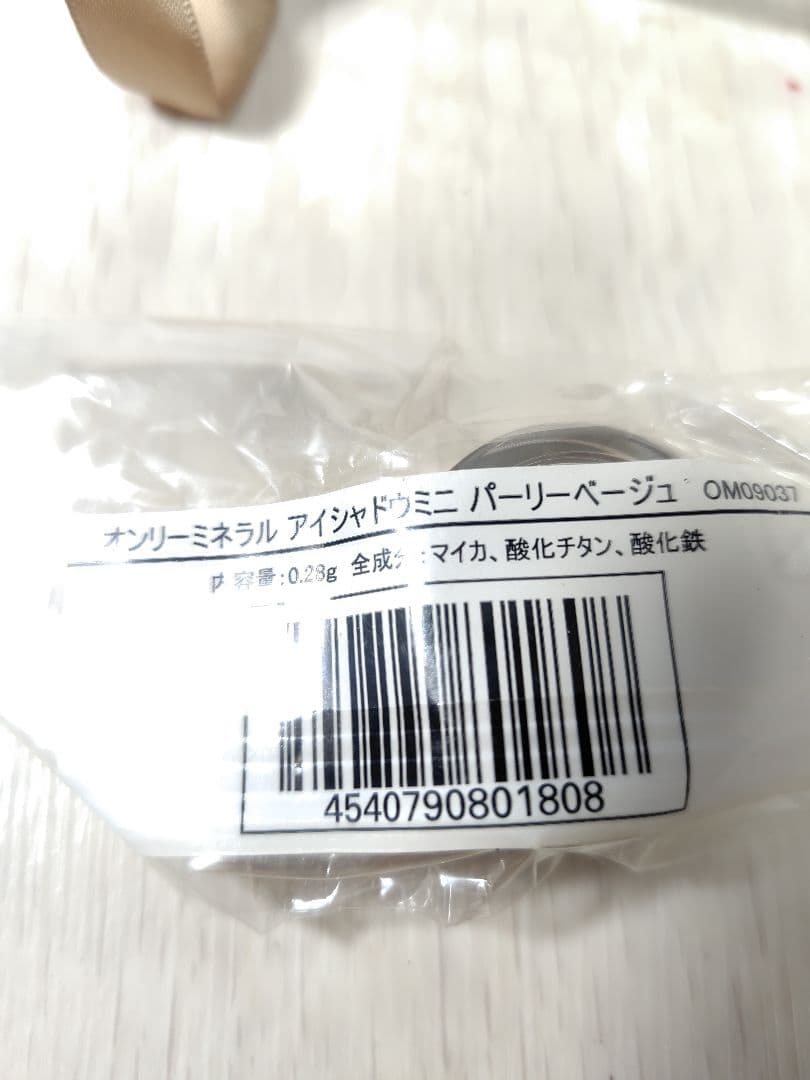 オンリーミネラル アイシャドウミニ パーリーベージュ OM09037
内容量:0.28g 全成分:マイカ、酸化チタン、酸化鉄
4540790801808